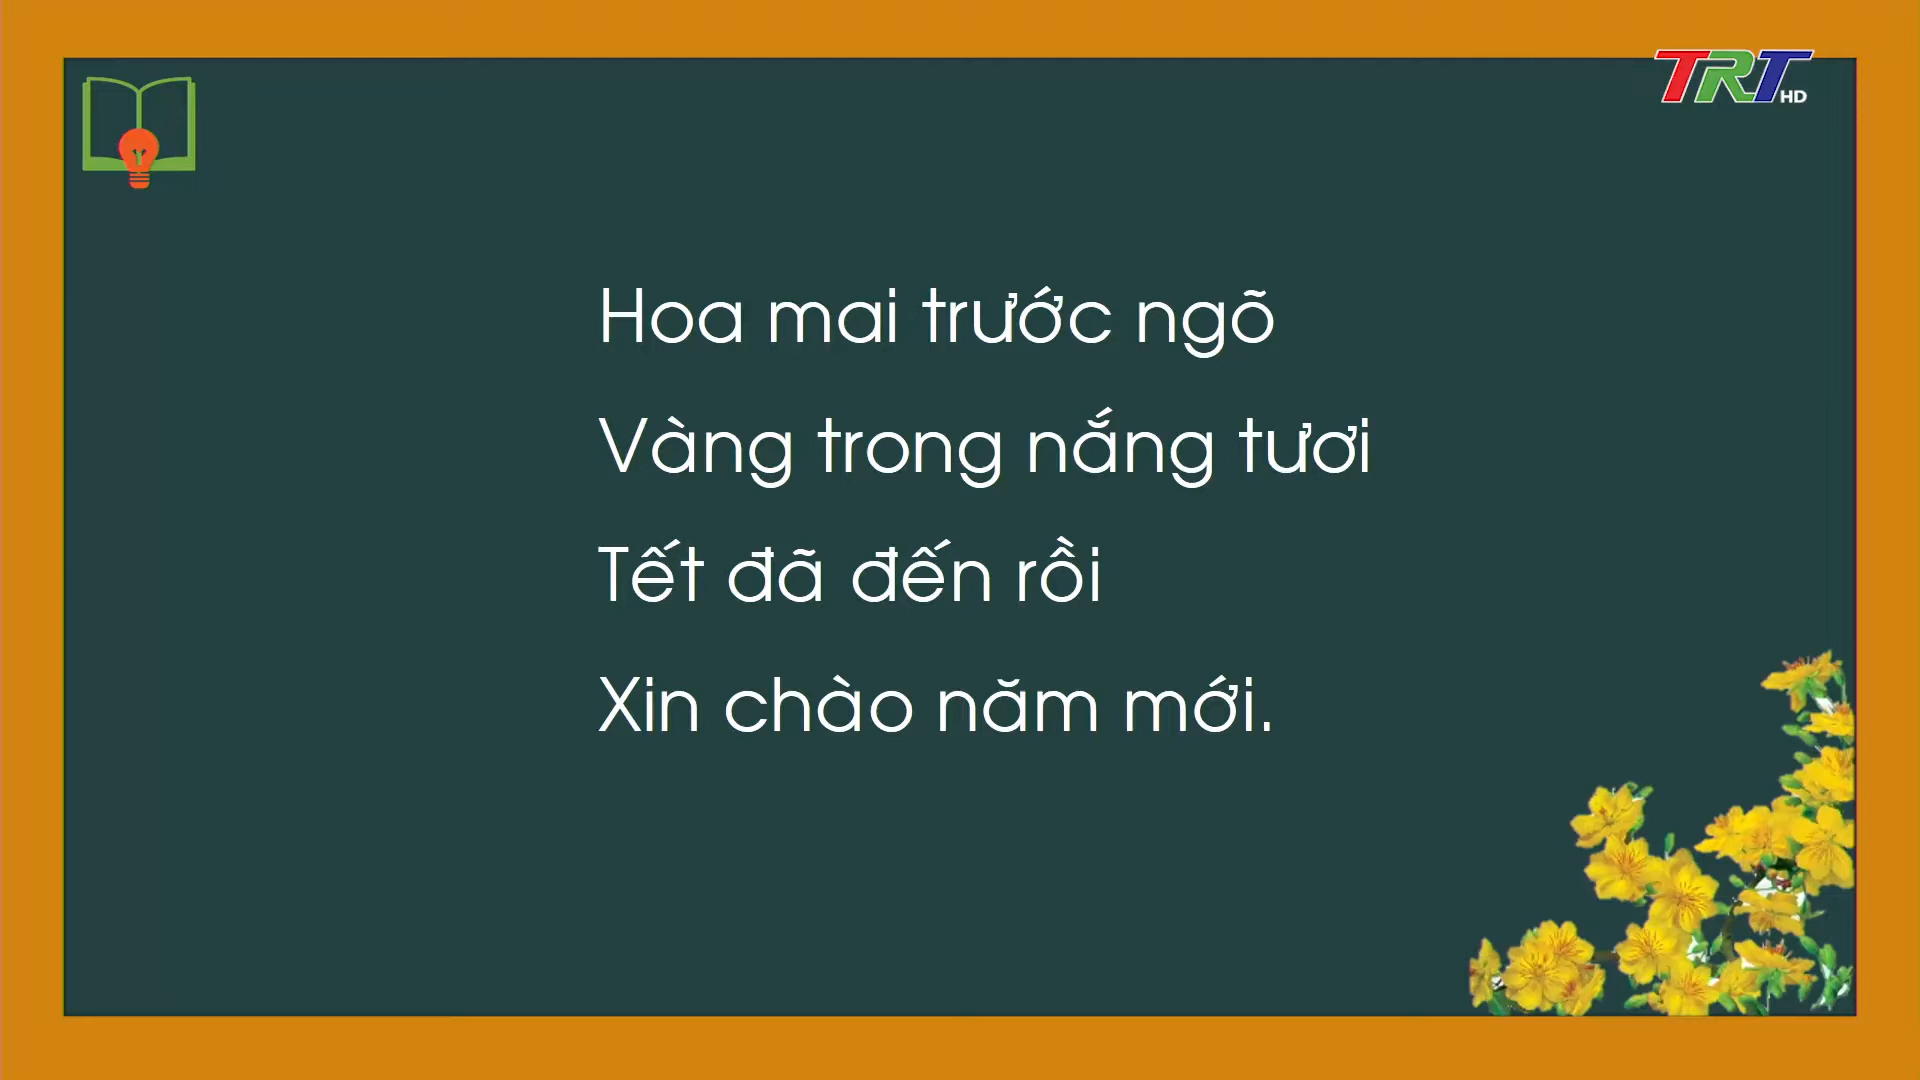 TRT HD
Hoa mai trước ngõ
Vàng trong nắng tươi
Tết đã đến rồi
Xin chào năm mới.